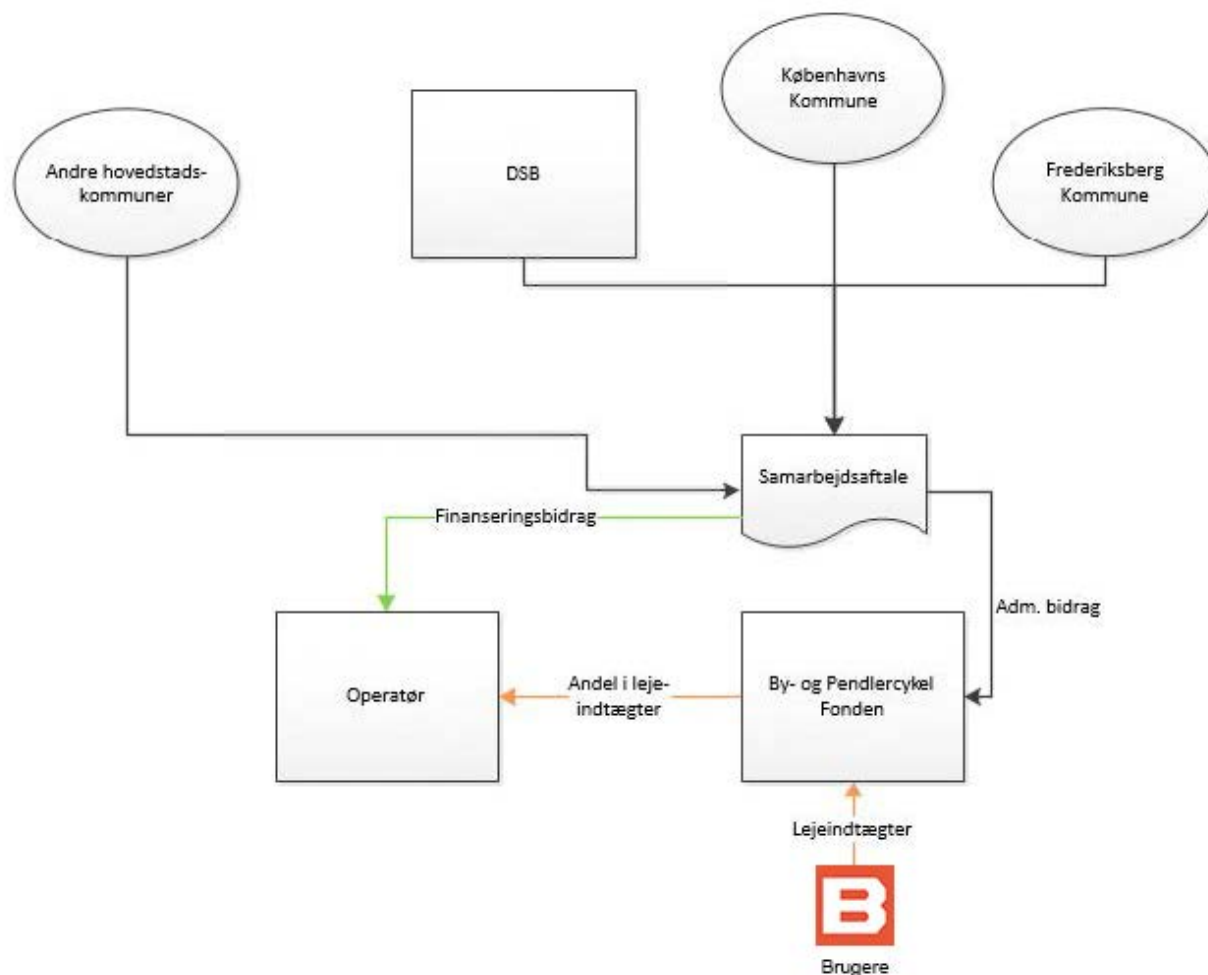 Københavns
Kommune
DSB
Andre hovedstads-
kommuner
Frederiksberg
Kommune
Samarbejdsaftale
Finanseringsbidrag
Adm. bidrag
Operatør
Andel i leje-
indtægter
By- og Pendlercykel
Fonden
Lejeindtægter
B
Brugere